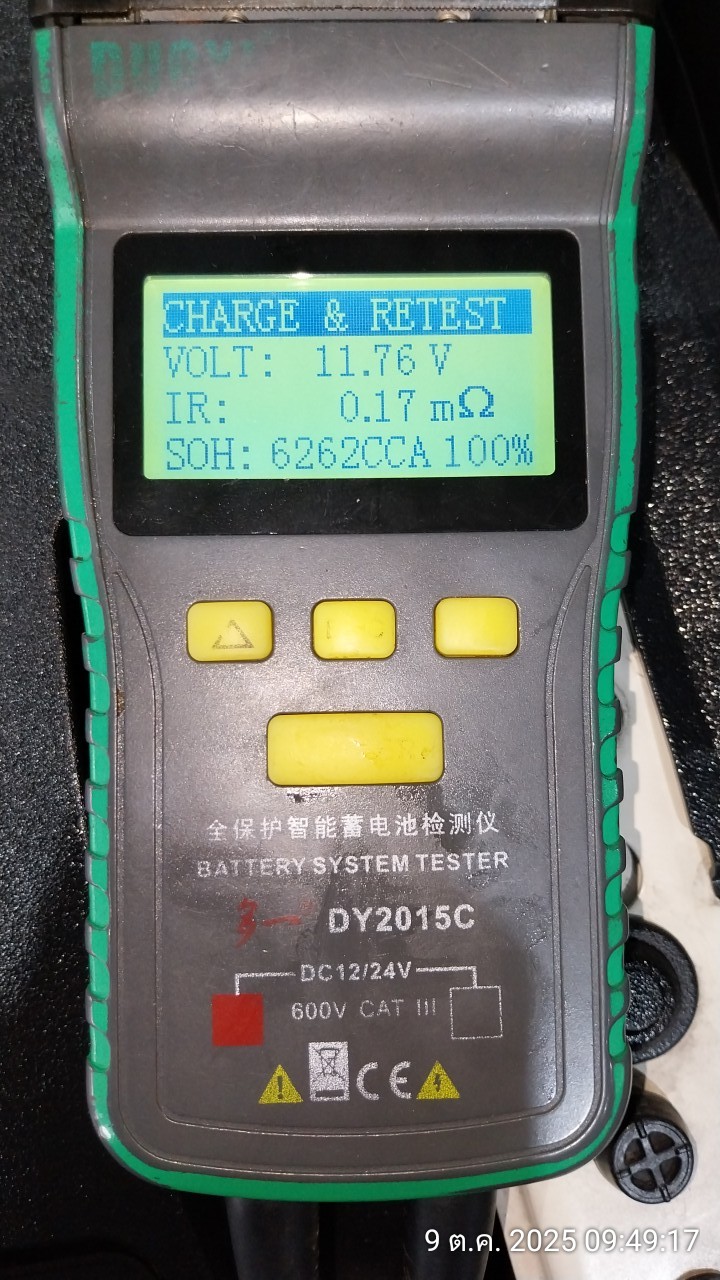 CHARGE & RETEST
VOLT: 11.76 V
IR: 0.17 mΩ
SOH: 6262CCA 100%
全保护智能蓄电池检测仪
BATTERY SYSTEM TESTER
多一 DY2015C
DC12/24V
600V CAT III
CE
9 ต.ค. 2025 09:49:17